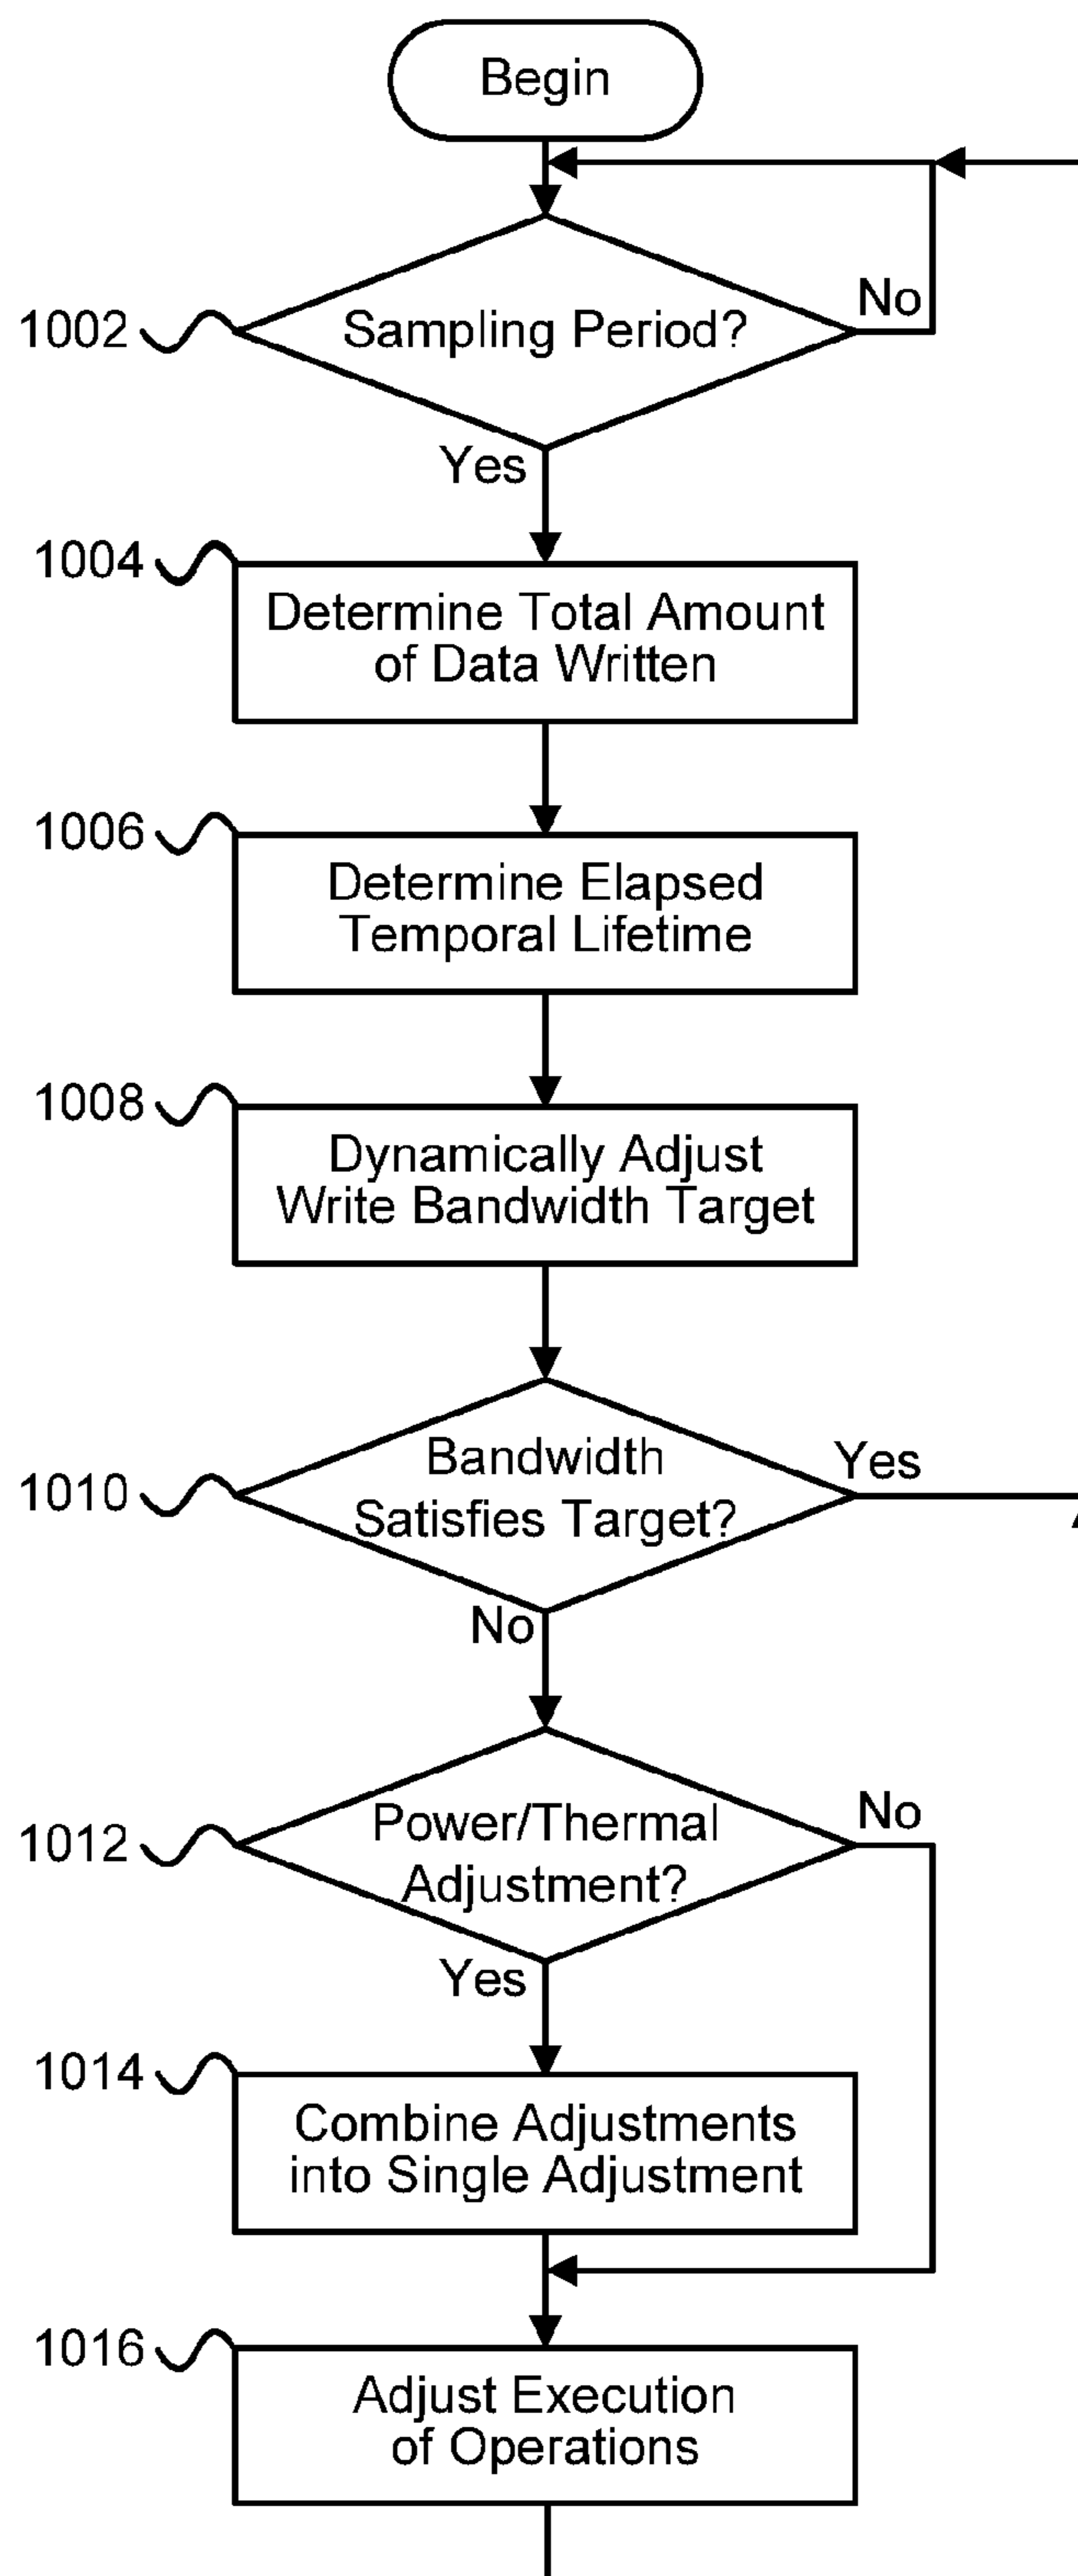 Begin
1002
Sampling Period?
No
Yes
1004
Determine Total Amount
of Data Written
1006
Determine Elapsed
Temporal Lifetime
1008
Dynamically Adjust
Write Bandwidth Target
1010
Bandwidth
Satisfies Target?
Yes
No
1012
Power/Thermal
Adjustment?
No
Yes
1014
Combine Adjustments
into Single Adjustment
1016
Adjust Execution
of Operations